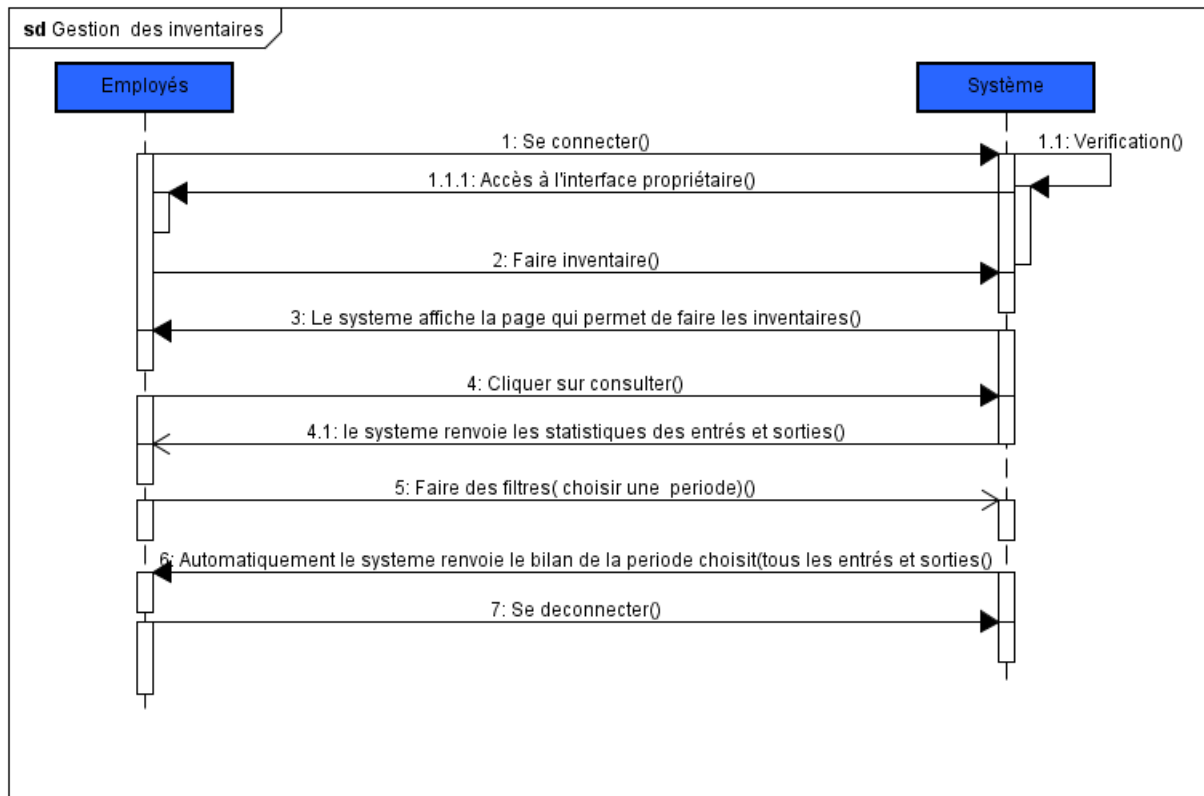 sd Gestion des inventaires
Employés
Système
1: Se connecter()
1.1: Verification()
1.1.1: Accès à l'interface propriétaire()
2: Faire inventaire()
3: Le systeme affiche la page qui permet de faire les inventaires()
4: Cliquer sur consulter()
4.1: le systeme renvoie les statistiques des entrés et sorties()
5: Faire des filtres( choisir une periode)()
6: Automatiquement le systeme renvoie le bilan de la periode choisit(tous les entrés et sorties()
7: Se deconnecter()